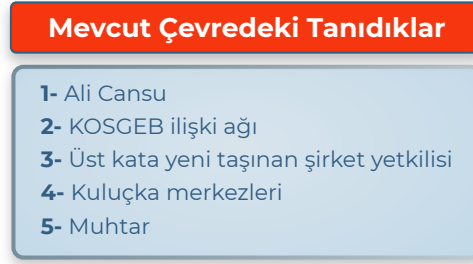 Mevcut Çevredeki Tanıdıklar
1- Ali Cansu
2- KOSGEB ilişki ağı
3- Üst kata yeni taşınan şirket yetkilisi
4- Kuluçka merkezleri
5- Muhtar